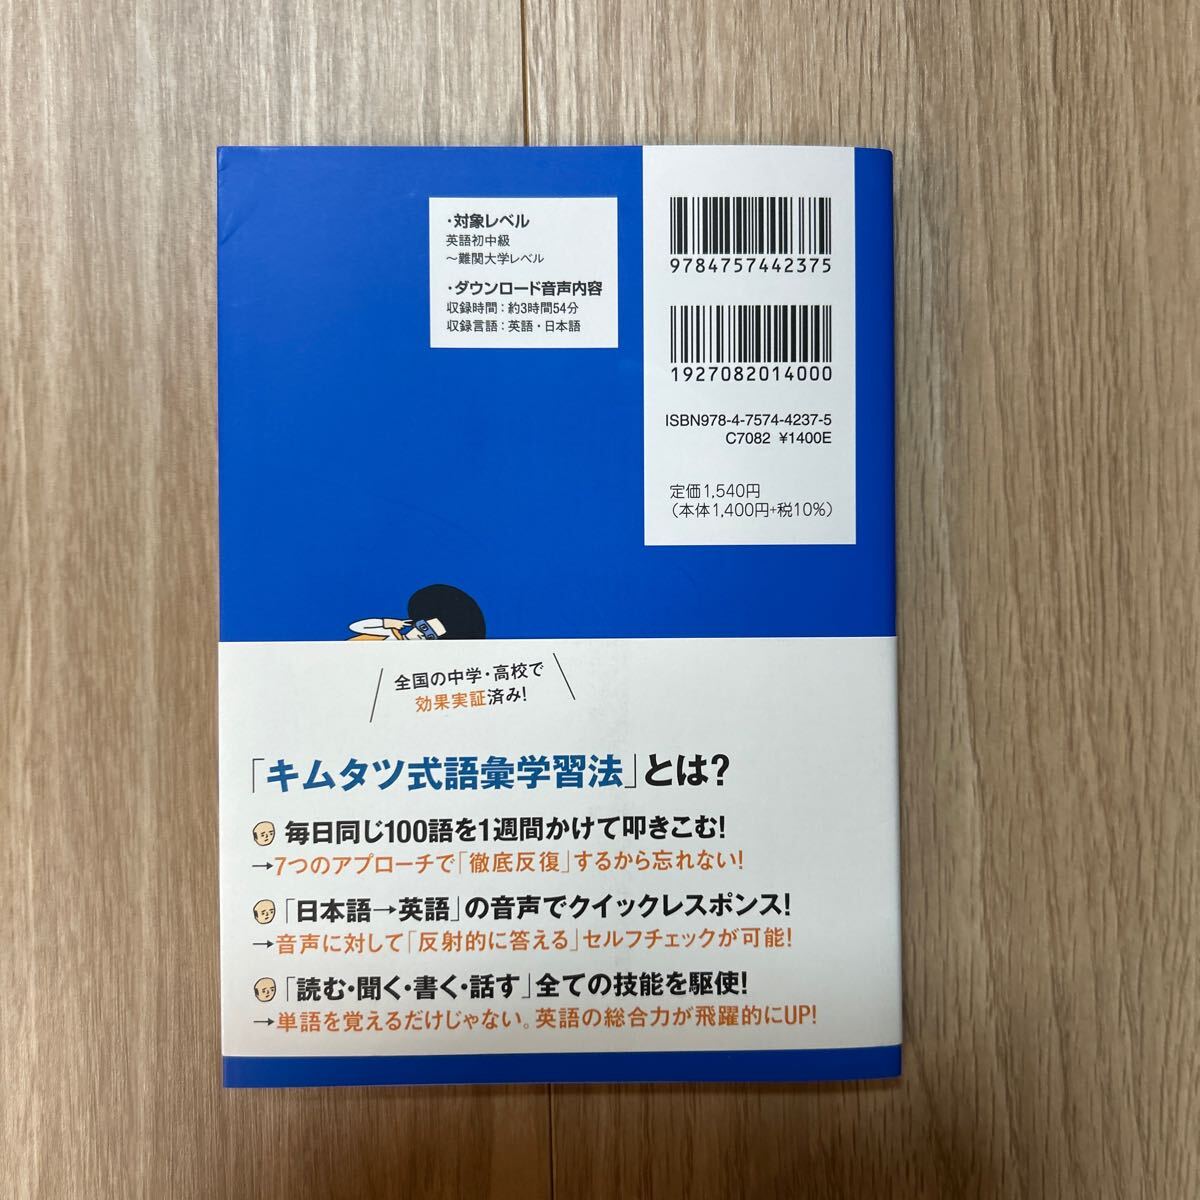 ・対象レベル
英語初中級
～難関大学レベル
・ダウンロード音声内容
収録時間：約3時間54分
収録言語：英語・日本語
9784757442375
1927082014000
ISBN978-4-7574-4237-5
C7082 ¥1400E
定価1,540円
（本体1,400円+税10%）
全国の中学・高校で
効果実証済み！
「キムタツ式語彙学習法」とは？
毎日同じ100語を1週間かけて叩きこむ！
→7つのアプローチで「徹底反復」するから忘れない！
「日本語→英語」の音声でクイックレスポンス！
→音声に対して「反射的に答える」セルフチェックが可能！
「読む・聞く・書く・話す」全ての技能を駆使！
→単語を覚えるだけじゃない。英語の総合力が飛躍的にUP！